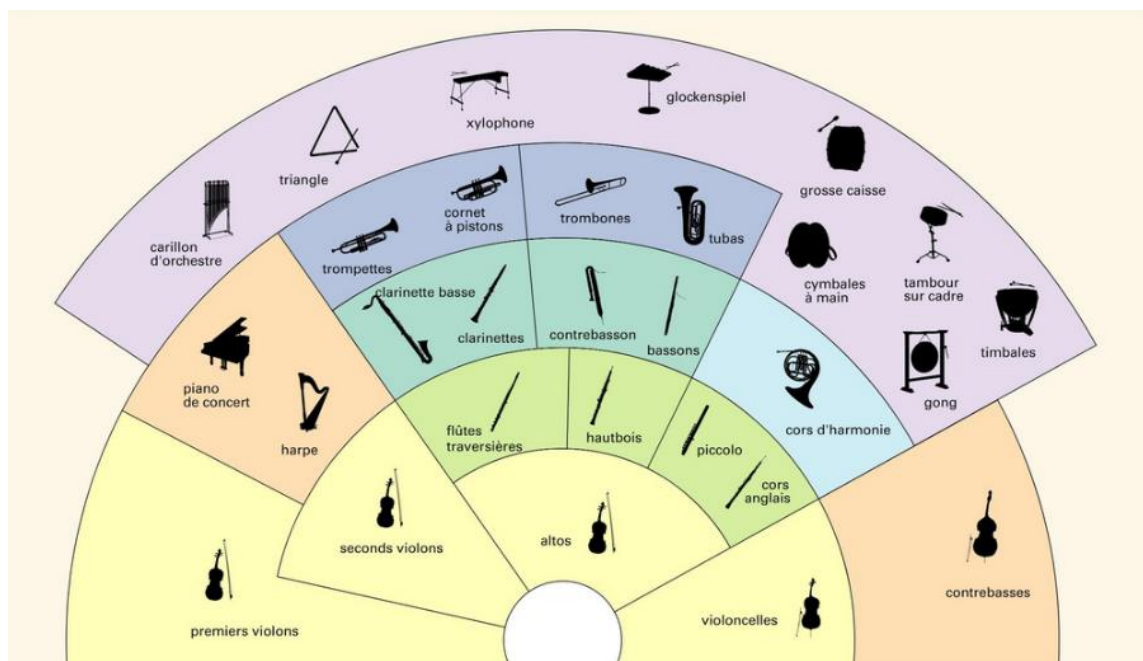 xylophone
glockenspiel
triangle
grosse caisse
carillon
d'orchestre
cornet
à pistons
trombones
tubas
trompettes
cymbales
à main
tambour
sur cadre
timbales
gong
clarinette basse
clarinettes
contrebasson
bassons
cors d'harmonie
piano
de concert
harpe
flûtes
traversières
hautbois
piccolo
cors
anglais
seconds violons
altos
premiers violons
violoncelles
contrebasses